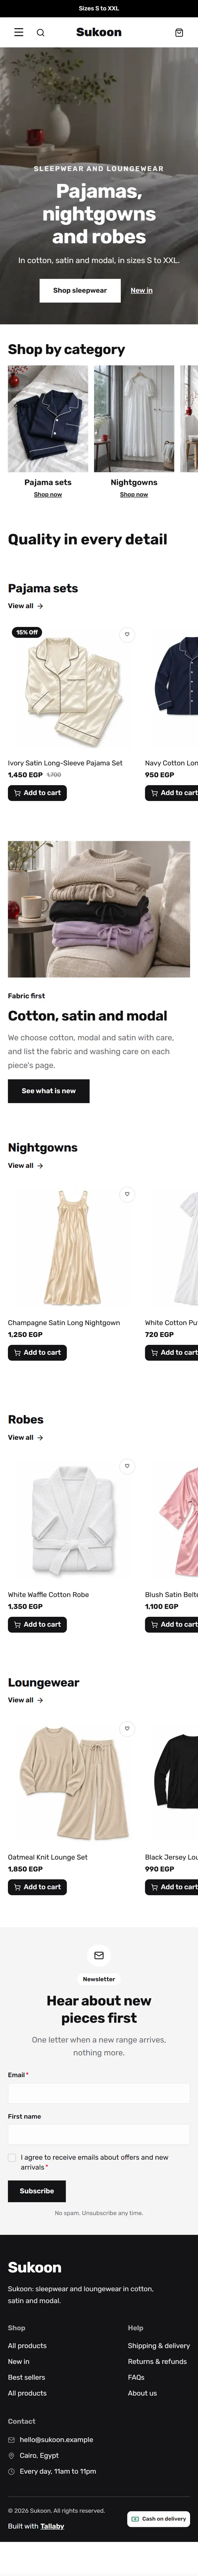 Sizes S to XXL
Sukoon
SLEEPWEAR AND LOUNGEWEAR
Pajamas,
nightgowns
and robes
In cotton, satin and modal, in sizes S to XXL.
Shop sleepwear
New in
Shop by category
Pajama sets
Nightgowns
Shop now
Shop now
Quality in every detail
Pajama sets
View all
15% Off
Ivory Satin Long-Sleeve Pajama Set
Navy Cotton Lon
1,450 EGP 1,700
950 EGP
Add to cart
Add to cart
Fabric first
Cotton, satin and modal
We choose cotton, modal and satin with care,
and list the fabric and washing care on each
piece's page.
See what is new
Nightgowns
View all
Champagne Satin Long Nightgown
White Cotton Pu
1,250 EGP
720 EGP
Add to cart
Add to cart
Robes
View all
White Waffle Cotton Robe
Blush Satin Belte
1,350 EGP
1,100 EGP
Add to cart
Add to cart
Loungewear
View all
Oatmeal Knit Lounge Set
Black Jersey Lou
1,850 EGP
990 EGP
Add to cart
Add to cart
Newsletter
Hear about new
pieces first
One letter when a new range arrives,
nothing more.
Email *
First name
I agree to receive emails about offers and new
arrivals *
Subscribe
No spam. Unsubscribe any time.
Sukoon
Sukoon: sleepwear and loungewear in cotton,
satin and modal.
Shop
Help
All products
Shipping & delivery
New in
Returns & refunds
Best sellers
FAQs
All products
About us
Contact
hello@sukoon.example
Cairo, Egypt
Every day, 11am to 11pm
© 2026 Sukoon. All rights reserved.
Cash on delivery
Built with Tallaby